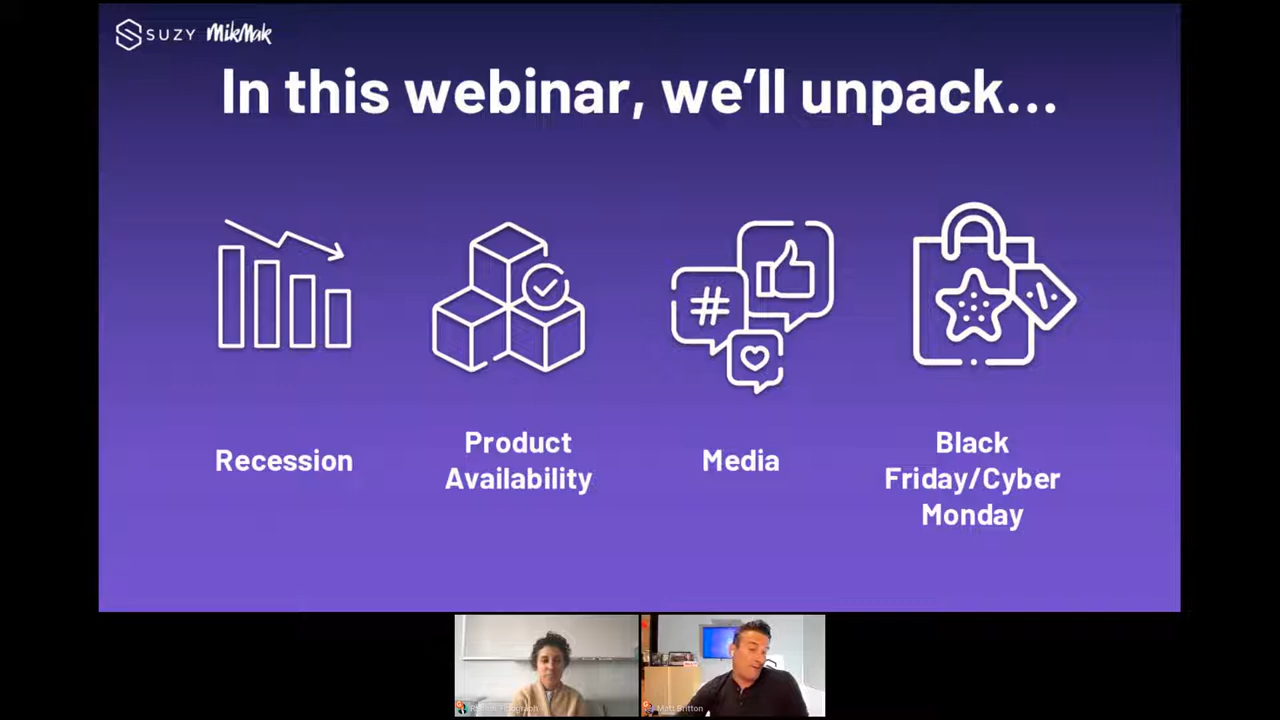 SUZY MikMak
In this webinar, we'll unpack...
#
Recession
Product
Availability
Media
Black
Friday/Cyber
Monday
Matt Britton